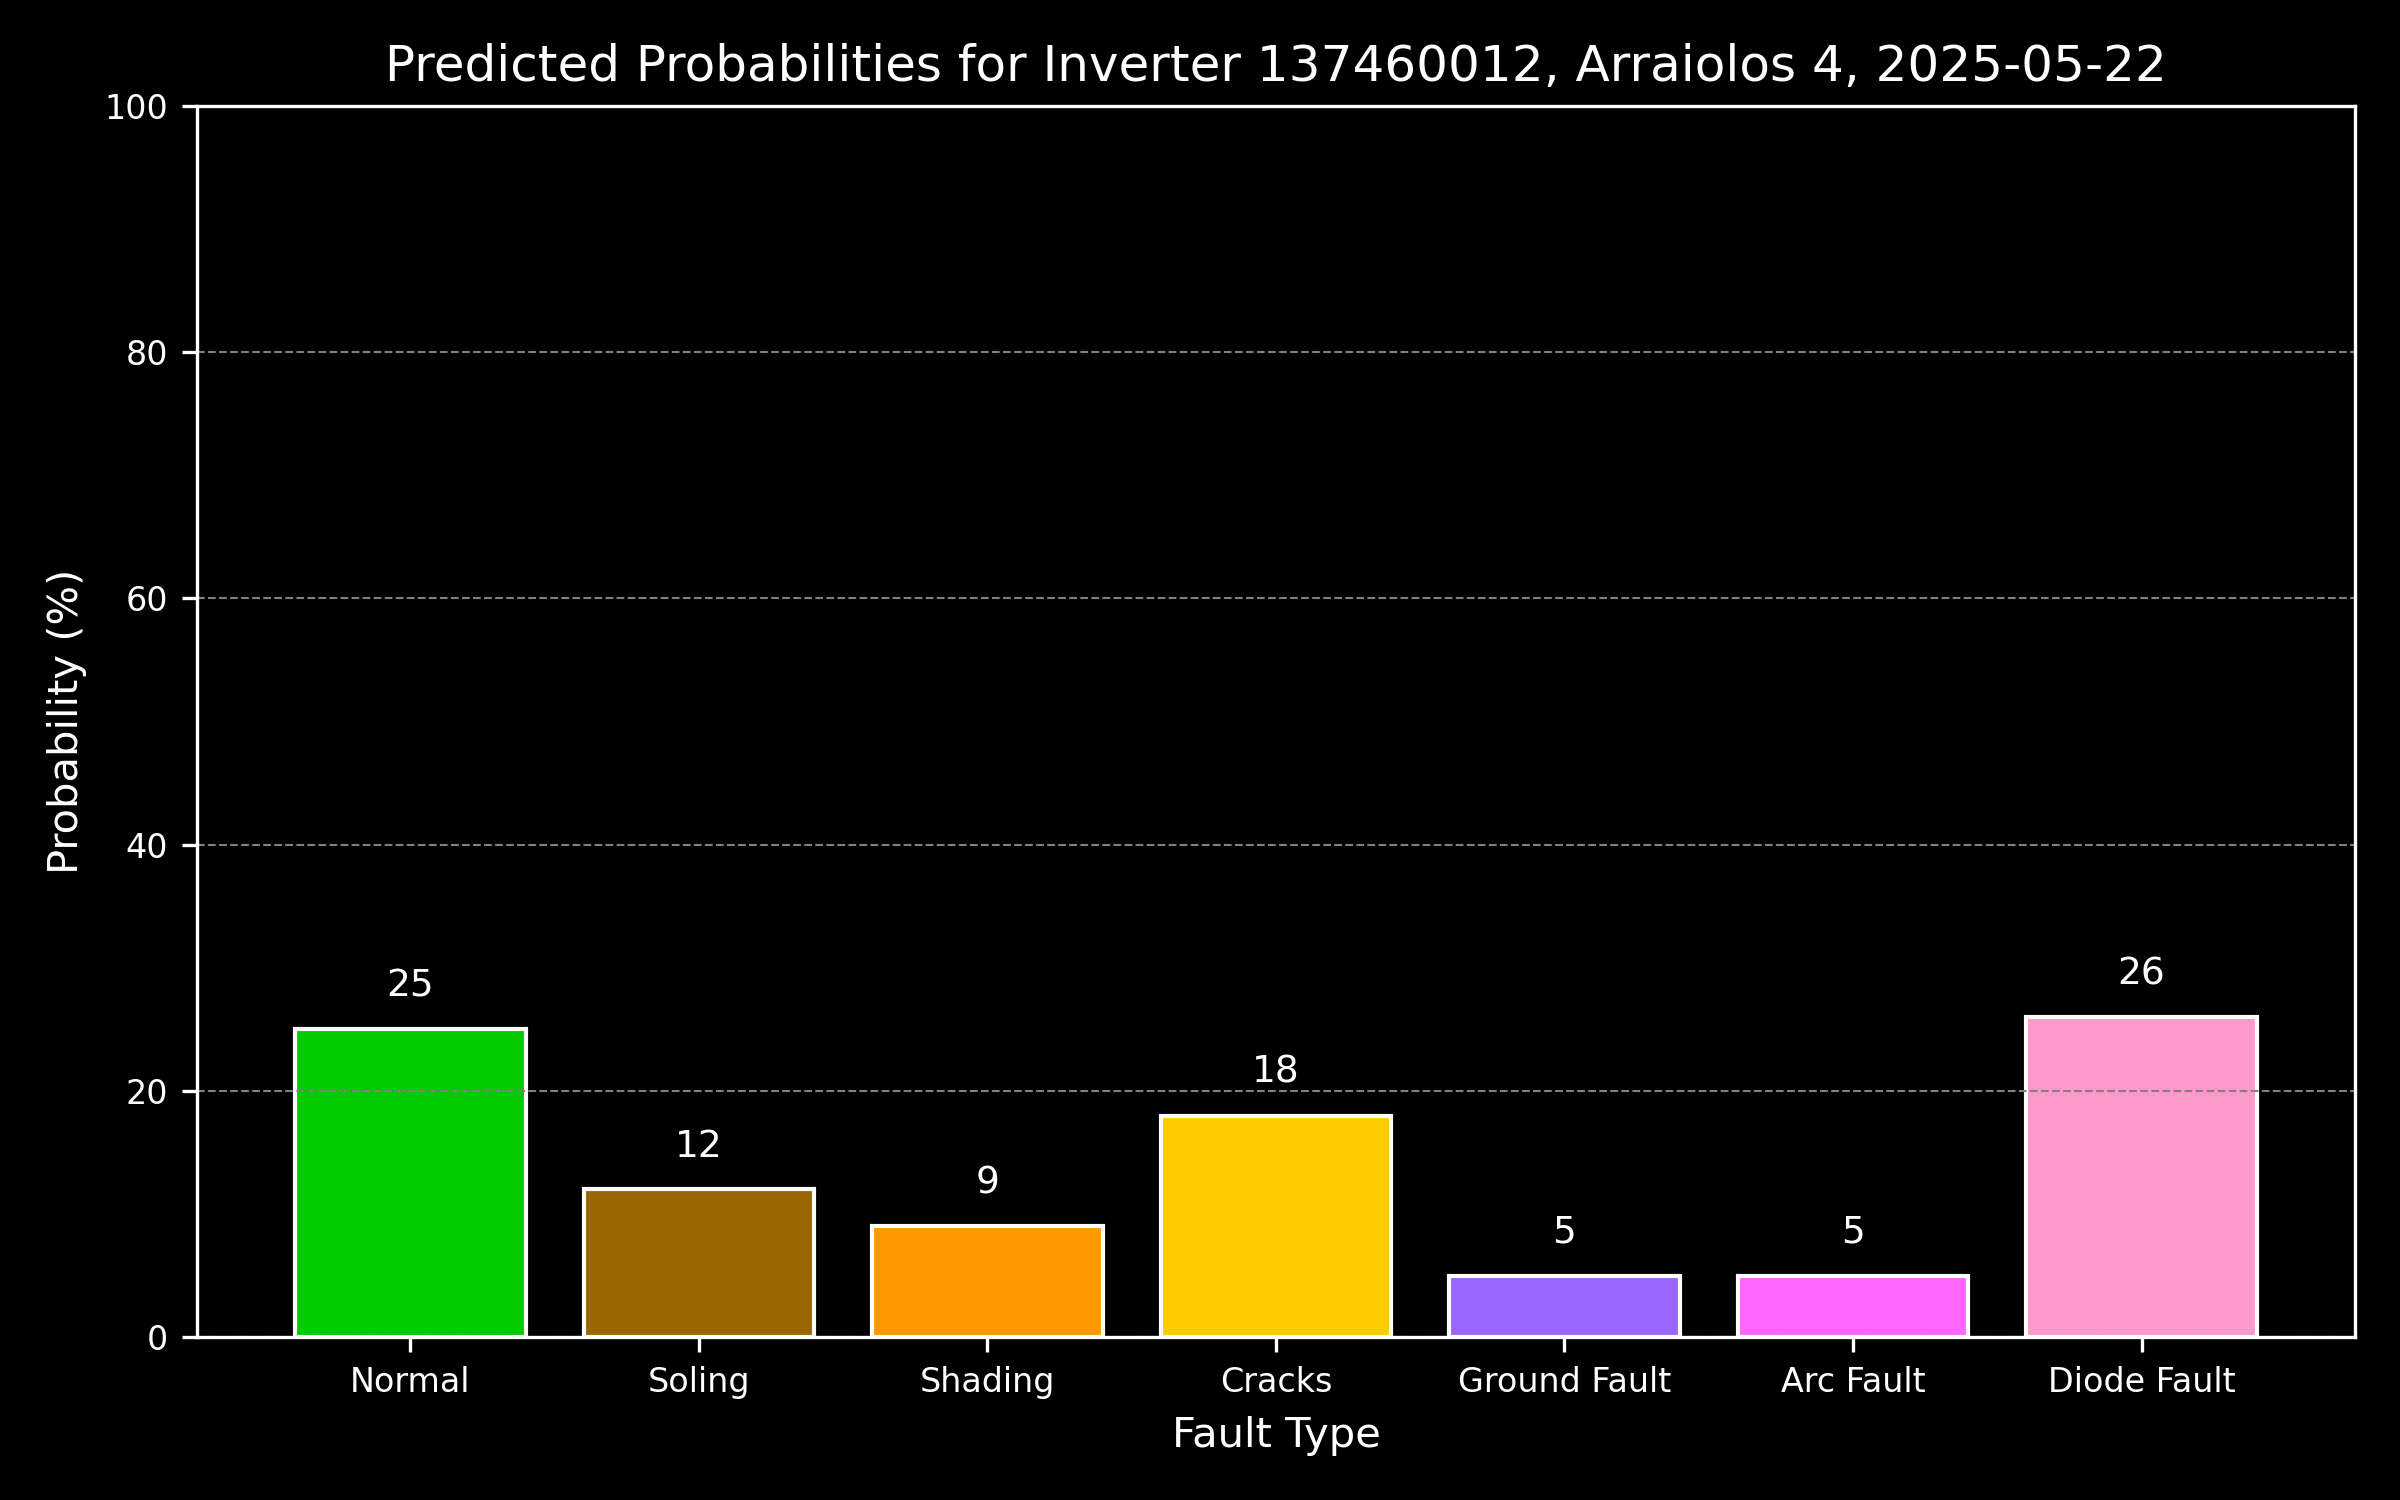 Predicted Probabilities for Inverter 137460012, Arraiolos 4, 2025-05-22
100
80
60
40
20
0
Probability (%)
25
12
9
18
5
5
26
Normal
Soling
Shading
Cracks
Ground Fault
Arc Fault
Diode Fault
Fault Type